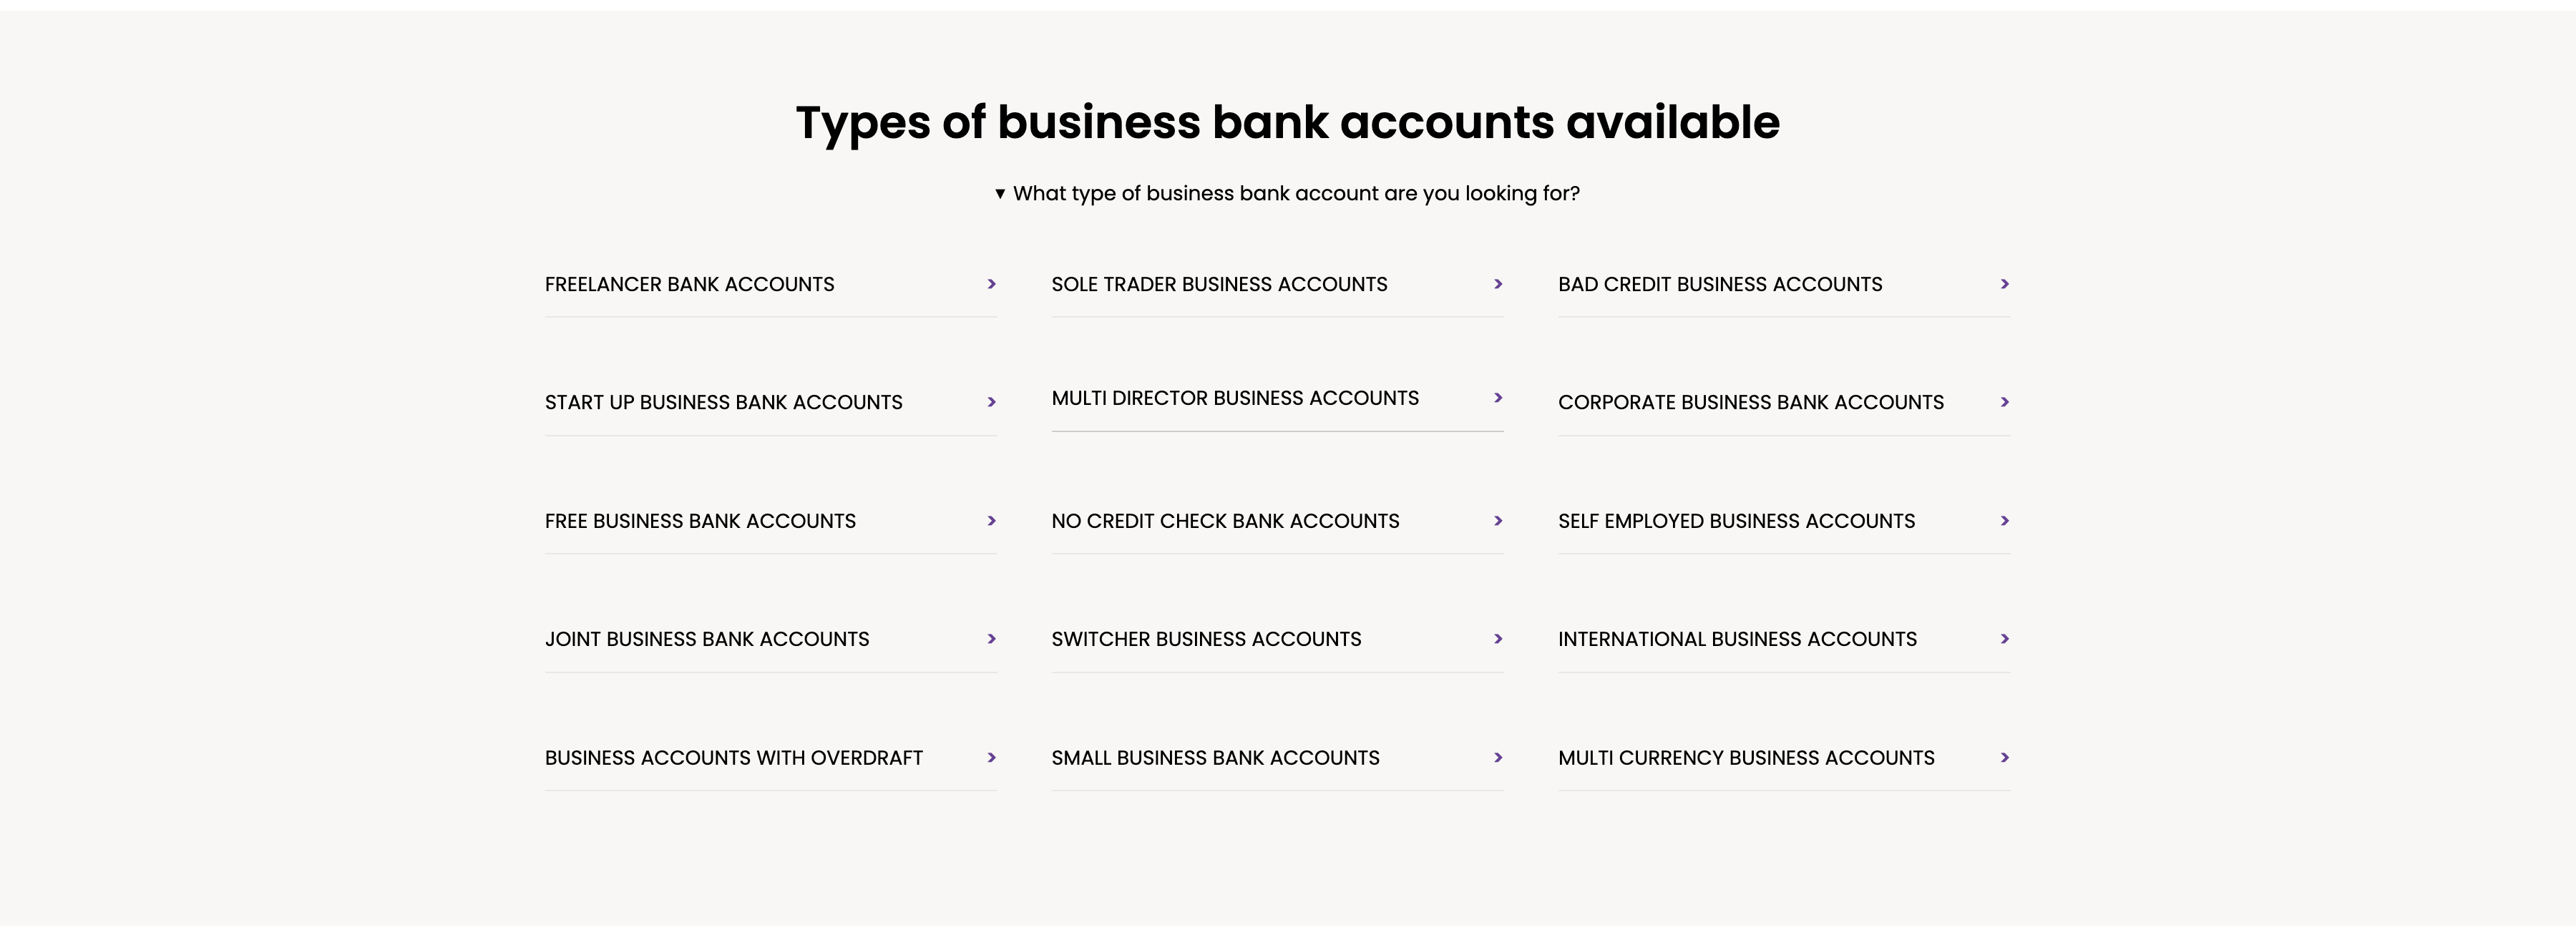 Types of business bank accounts available
▾ What type of business bank account are you looking for?
FREELANCER BANK ACCOUNTS >
SOLE TRADER BUSINESS ACCOUNTS >
BAD CREDIT BUSINESS ACCOUNTS >
START UP BUSINESS BANK ACCOUNTS >
MULTI DIRECTOR BUSINESS ACCOUNTS >
CORPORATE BUSINESS BANK ACCOUNTS >
FREE BUSINESS BANK ACCOUNTS >
NO CREDIT CHECK BANK ACCOUNTS >
SELF EMPLOYED BUSINESS ACCOUNTS >
JOINT BUSINESS BANK ACCOUNTS >
SWITCHER BUSINESS ACCOUNTS >
INTERNATIONAL BUSINESS ACCOUNTS >
BUSINESS ACCOUNTS WITH OVERDRAFT >
SMALL BUSINESS BANK ACCOUNTS >
MULTI CURRENCY BUSINESS ACCOUNTS >